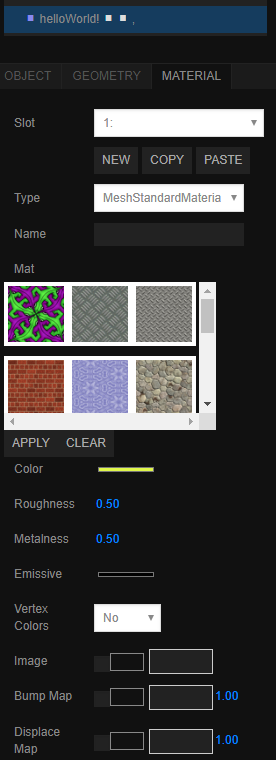 helloWorld! ,
OBJECT GEOMETRY MATERIAL
Slot 1:
NEW COPY PASTE
Type MeshStandardMateria
Name
Mat
APPLY CLEAR
Color
Roughness 0.50
Metalness 0.50
Emissive
Vertex
Colors No
Image
Bump Map 1.00
Displace
Map 1.00